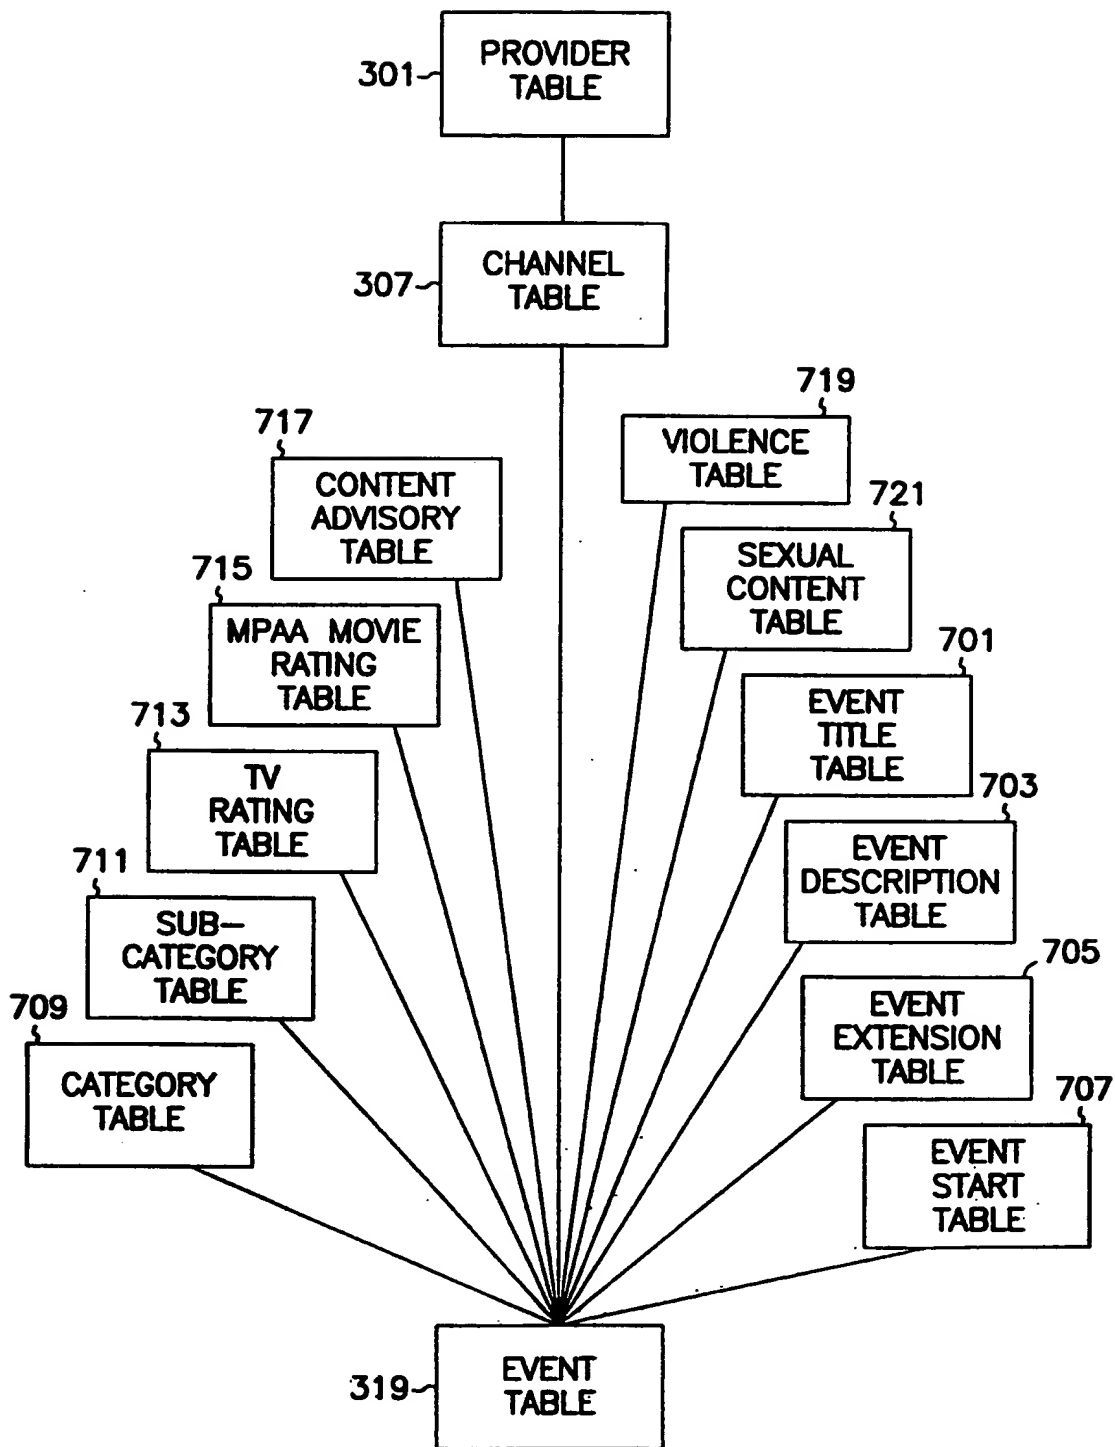 PROVIDER
TABLE
301
CHANNEL
TABLE
307
719
VIOLENCE
TABLE
717
CONTENT
ADVISORY
TABLE
721
SEXUAL
CONTENT
TABLE
715
MPAA MOVIE
RATING
TABLE
701
EVENT
TITLE
TABLE
713
TV
RATING
TABLE
703
EVENT
DESCRIPTION
TABLE
711
SUB-
CATEGORY
TABLE
705
EVENT
EXTENSION
TABLE
709
CATEGORY
TABLE
707
EVENT
START
TABLE
319
EVENT
TABLE